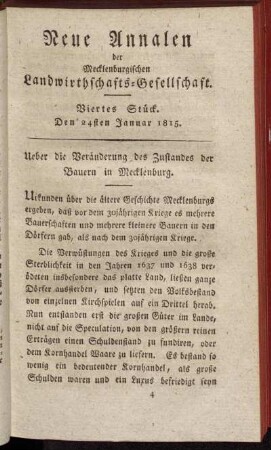 Neue Annalen
der
Mecklenburgischen
Landwirthschafts-Gesellschaft.
Viertes Stück.
Den 24sten Januar 1815.
Ueber die Veränderung des Zustandes der
Bauern in Mecklenburg.
Urkunden über die ältere Geschichte Mecklenburgs
ergeben, daß vor dem 30jährigen Kriege es mehrere
Bauerschaften und mehrere kleinere Bauern in den
Dörfern gab, als nach dem 30jährigen Kriege.
Die Verwüstungen des Krieges und die große
Sterblichkeit in den Jahren 1637 und 1638 ver-
ödeten insbesondere das platte Land, ließen ganze
Dörfer aussterben, und setzten den Volksbestand
von einzelnen Kirchspielen auf ein Drittel herab.
Nun entstanden erst die großen Güter im Lande,
nicht auf die Speculation, von den größern reinen
Erträgen einen Schuldenstand zu fundiren, oder
dem Kornhandel Waare zu liefern. Es bestand so
wenig ein bedeutender Kornhandel, als große
Schulden waren und ein Luxus befriedigt seyn
4